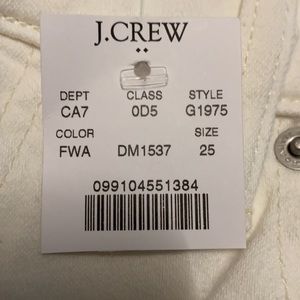 J.CREW
DEPT CLASS STYLE
CA7 0D5 G1975
COLOR SIZE
FWA DM1537 25
099104551384